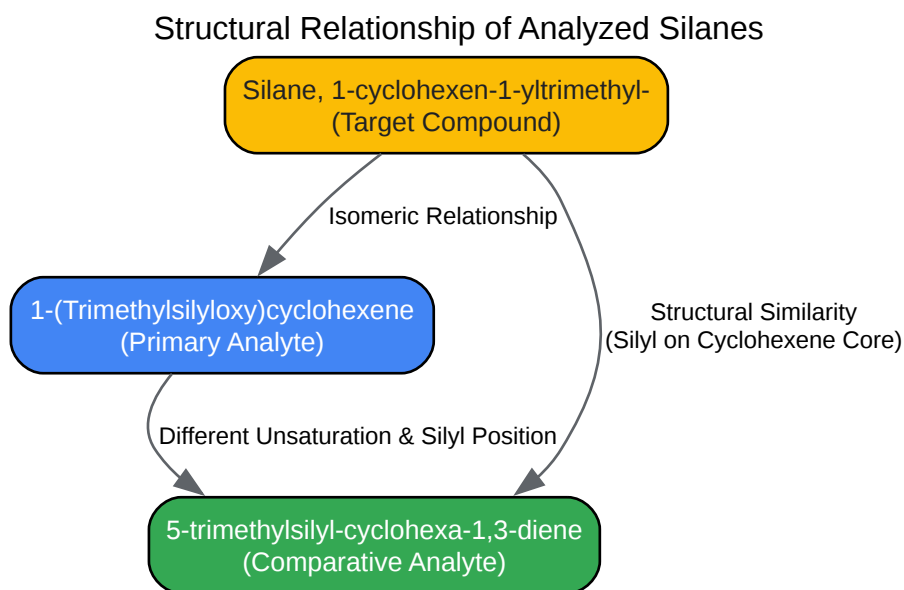 Structural Relationship of Analyzed Silanes
Silane, 1-cyclohexen-1-yltrimethyl-
(Target Compound)
Isomeric Relationship
1-(Trimethylsilyloxy)cyclohexene
(Primary Analyte)
Structural Similarity
(Silyl on Cyclohexene Core)
Different Unsaturation & Silyl Position
5-trimethylsilyl-cyclohexa-1,3-diene
(Comparative Analyte)